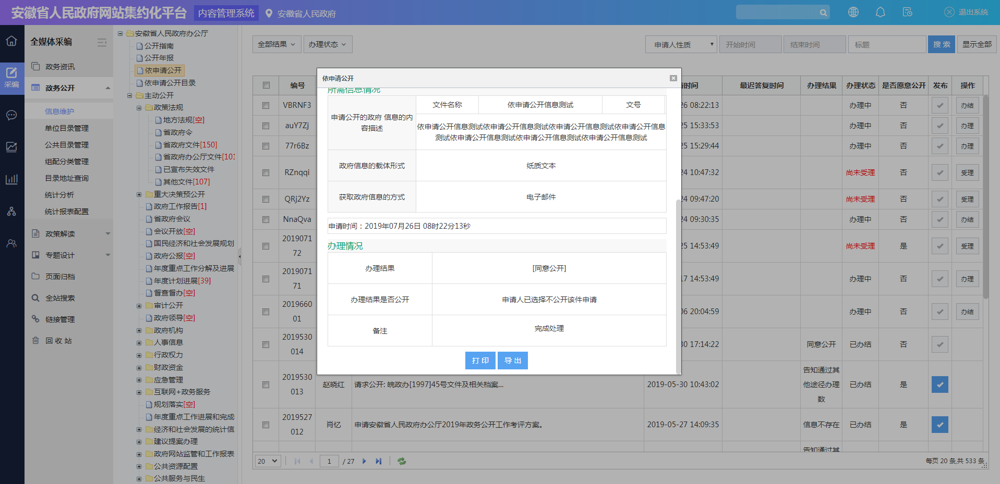 安徽省人民政府网站集约化平台 内容管理系统 安徽省人民政府 退出系统
采编
全媒体采编
政务资讯
政务公开
信息维护
单位目录管理
公共目录管理
组配分类管理
目录地址查询
统计分析
统计报表配置
政策解读
专题设计
页面归档
全站搜索
链接管理
回 收 站
安徽省人民政府办公厅
公开指南
公开年报
依申请公开
依申请公开目录
主动公开
政策法规
地方法规[空]
省政府令
省政府文件[150]
省政府办公厅文件[101
已宣布失效文件
其他文件[107]
重大决策预公开
政府工作报告[1]
省政府会议
会议开放[空]
国民经济和社会发展规划
政府公报[空]
年度重点工作分解及进展
年度计划进展[39]
督查督办[空]
审计公开
政府领导[空]
政府机构
人事信息
行政权力
财政资金
应急管理
互联网+政务服务
规划落实[空]
年度重点工作进展和完成
经济和社会发展的统计信
建议提案办理
政府网站监管和工作报表
公共资源配置
公共服务与民生
全部结果 办理状态 申请人性质 开始时间 结束时间 标题 搜 索 显示全部
编号 时间 最迟答复时间 办理结果 办理状态 是否愿意公开 发布 操作
VBRNF3 26 08:22:13 办理中 否 办结
auY7Zj 25 15:33:53 办理中 否 办理
77r6Bz 25 15:29:44 办理中 否 办理
RZnqqi 24 10:47:32 尚未受理 否 受理
QRj2Yz 24 09:47:20 尚未受理 否 受理
NnaQva 24 09:30:35 办理中 否 办结
2019071
72 25 14:53:49 尚未受理 是 受理
2019071
71 17 14:53:49 办理中 否 办理
2019660
01 06 20:04:59 办理中 否 办结
2019530
014 30 17:14:22 同意公开 已办结 否
2019530
013 赵晓红 请求公开: 皖政办[1997]45号文件及相关档案... 2019-05-30 10:43:02 告知通过其
他途径办理
数 已办结 是
2019527
012 肖忆 申请安徽省人民政府办公厅2019年政务公开工作考评方案。 2019-05-27 14:09:35 信息不存在 已办结 是
告知通过其
20 1 / 27 每页 20 条,共 533 条
依申请公开
所需信息情况
申请公开的政府 信息的内
容描述
文件名称 依申请公开信息测试 文号
依申请公开信息测试依申请公开信息测试依申请公开信息测试依申请公开信息
测试依申请公开信息测试依申请公开信息测试依申请公开信息测试
政府信息的载体形式 纸质文本
获取政府信息的方式 电子邮件
申请时间：2019年07月26日 08时22分13秒
办理情况
办理结果 [同意公开]
办理结果是否公开 申请人已选择不公开该件申请
备注 完成处理
打 印 导 出